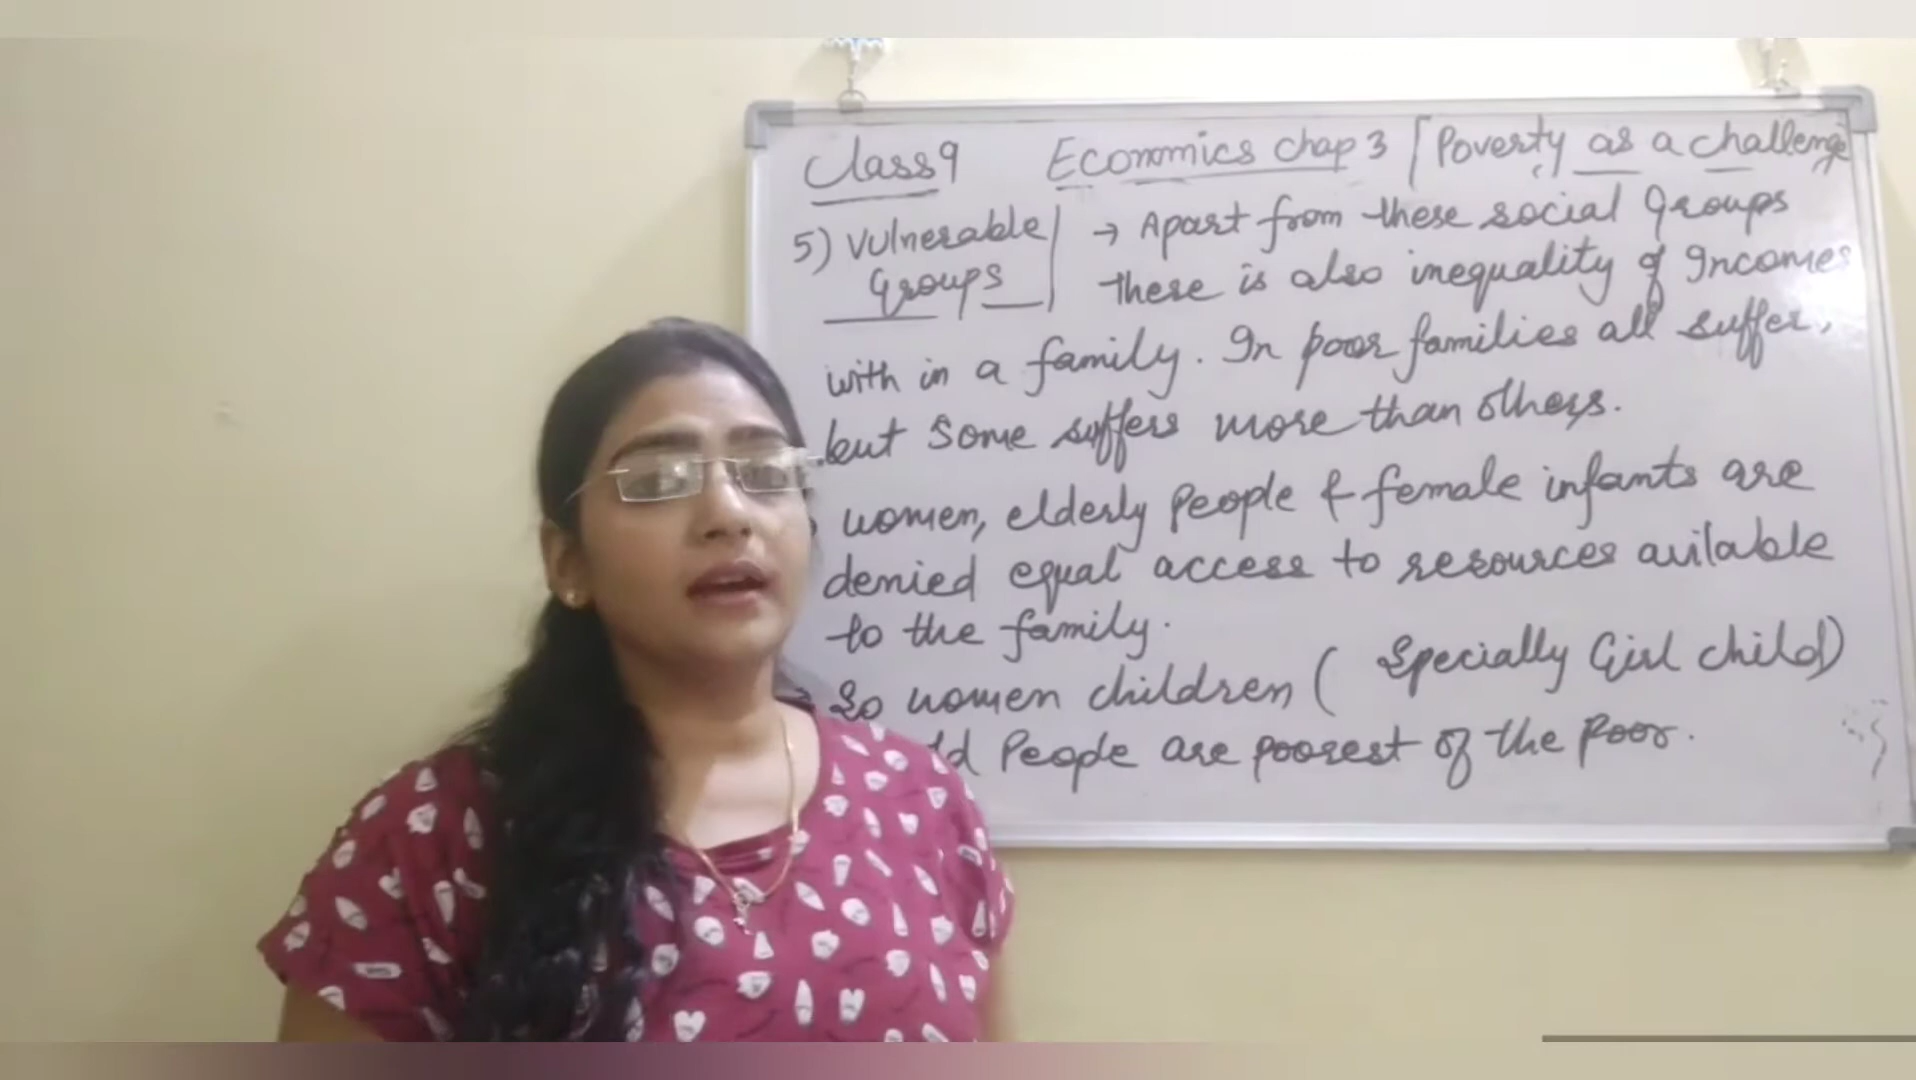 Class 9 Economics chap 3 Poverty as a challenge
5) Vulnerable Groups → Apart from these social Groups
there is also inequality of Incomes
with in a family. In poor families all suffer,
but Some suffers more than others.
women, elderly People & female infants are
denied equal access to resources avilable
to the family.
→ So women children ( Specially Girl child)
People are poorest of the Poor.